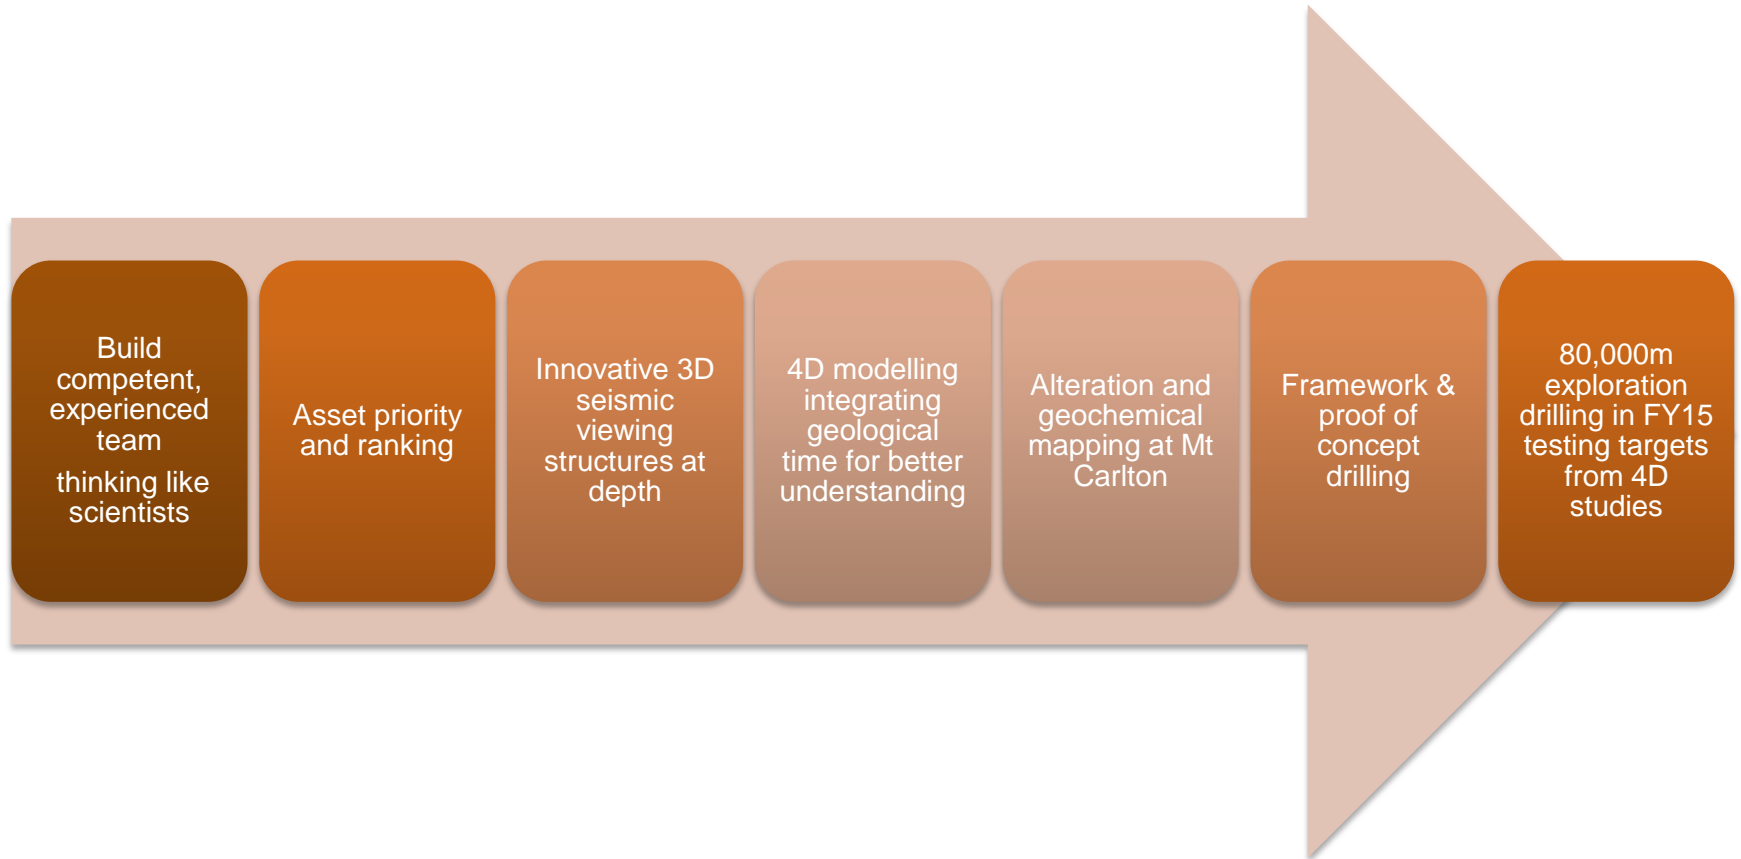 Build
competent,
experienced
team
thinking like
scientists
Asset priority
and ranking
Innovative 3D
seismic
viewing
structures at
depth
4D modelling
integrating
geological
time for better
understanding
Alteration and
geochemical
mapping at Mt
Carlton
Framework &
proof of
concept
drilling
80,000m
exploration
drilling in FY15
testing targets
from 4D
studies